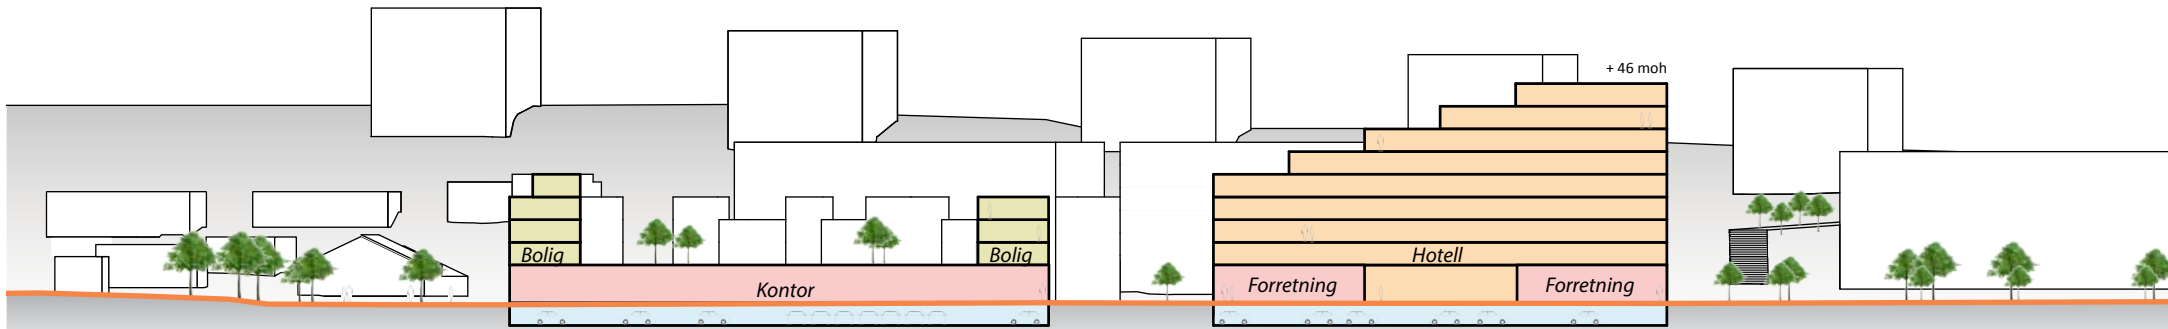 + 46 moh
Bolig
Bolig
Hotell
Kontor
Forretning
Forretning